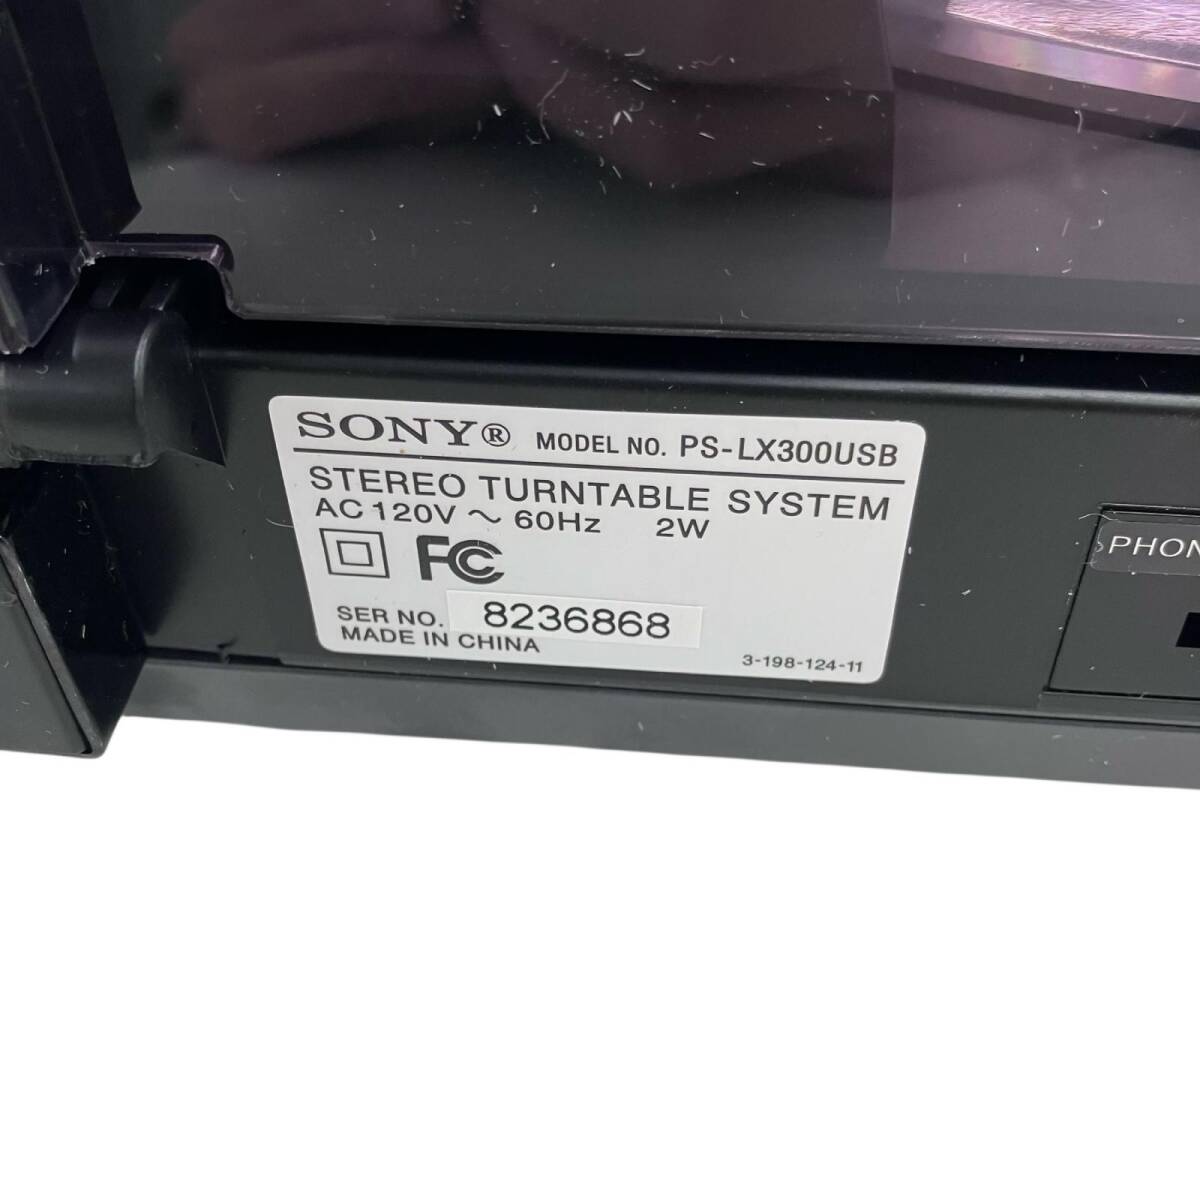 SONY® MODEL NO. PS-LX300USB
STEREO TURNTABLE SYSTEM
AC 120V ~ 60Hz 2W
FC
SER NO. 8236868
MADE IN CHINA
3-198-124-11
PHON